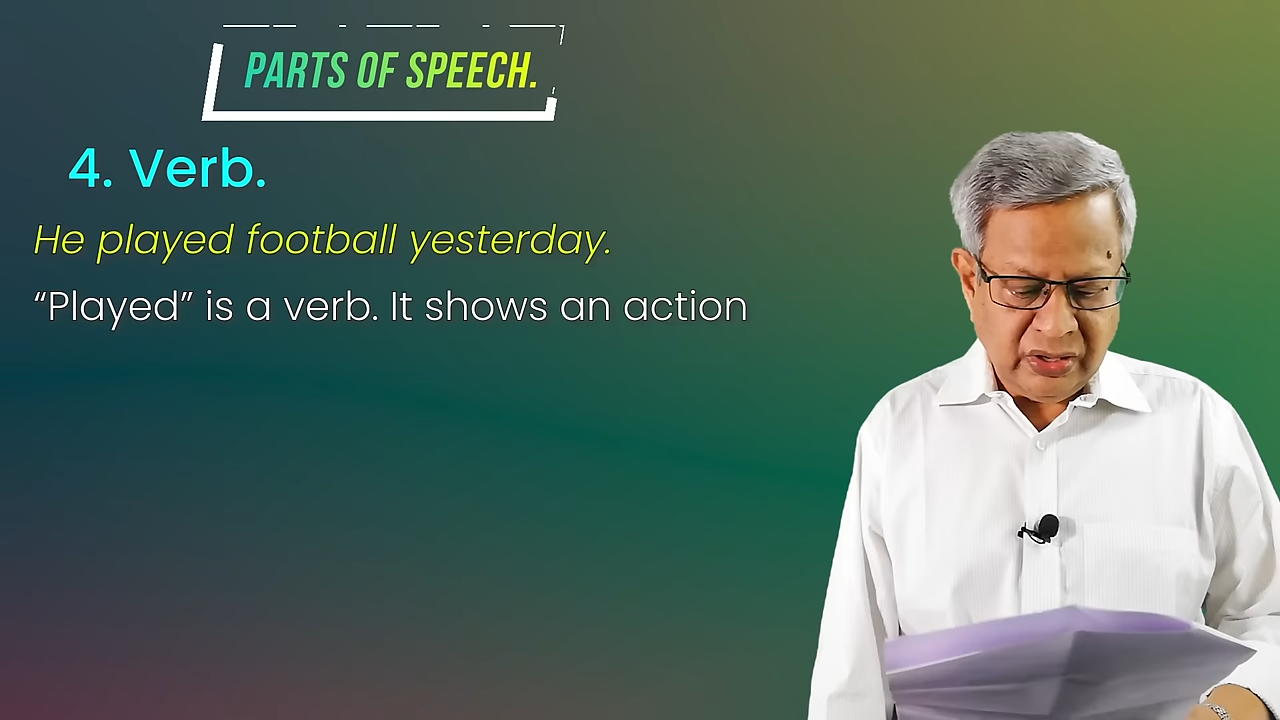 PARTS OF SPEECH.
4. Verb.
He played football yesterday.
“Played” is a verb. It shows an action